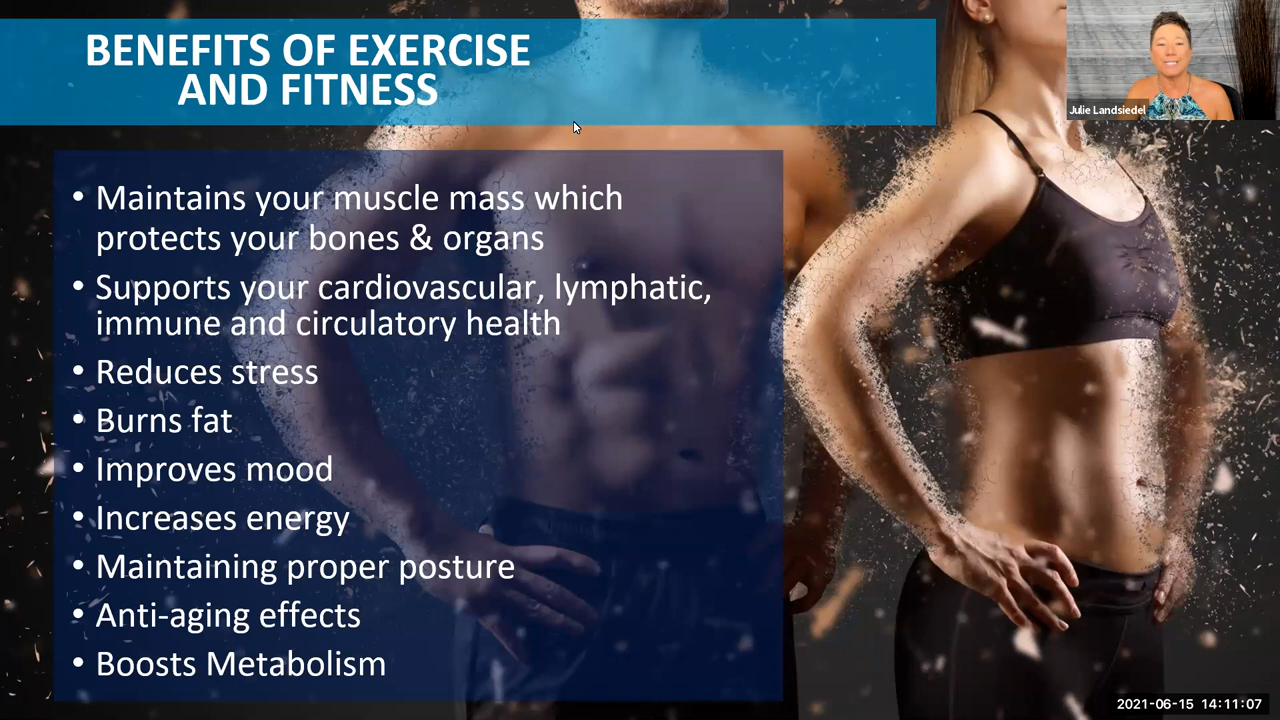 BENEFITS OF EXERCISE
AND FITNESS
Julie Landsiedel
• Maintains your muscle mass which
protects your bones & organs
• Supports your cardiovascular, lymphatic,
immune and circulatory health
• Reduces stress
• Burns fat
• Improves mood
• Increases energy
• Maintaining proper posture
• Anti-aging effects
• Boosts Metabolism
2021-06-15 14:11:07